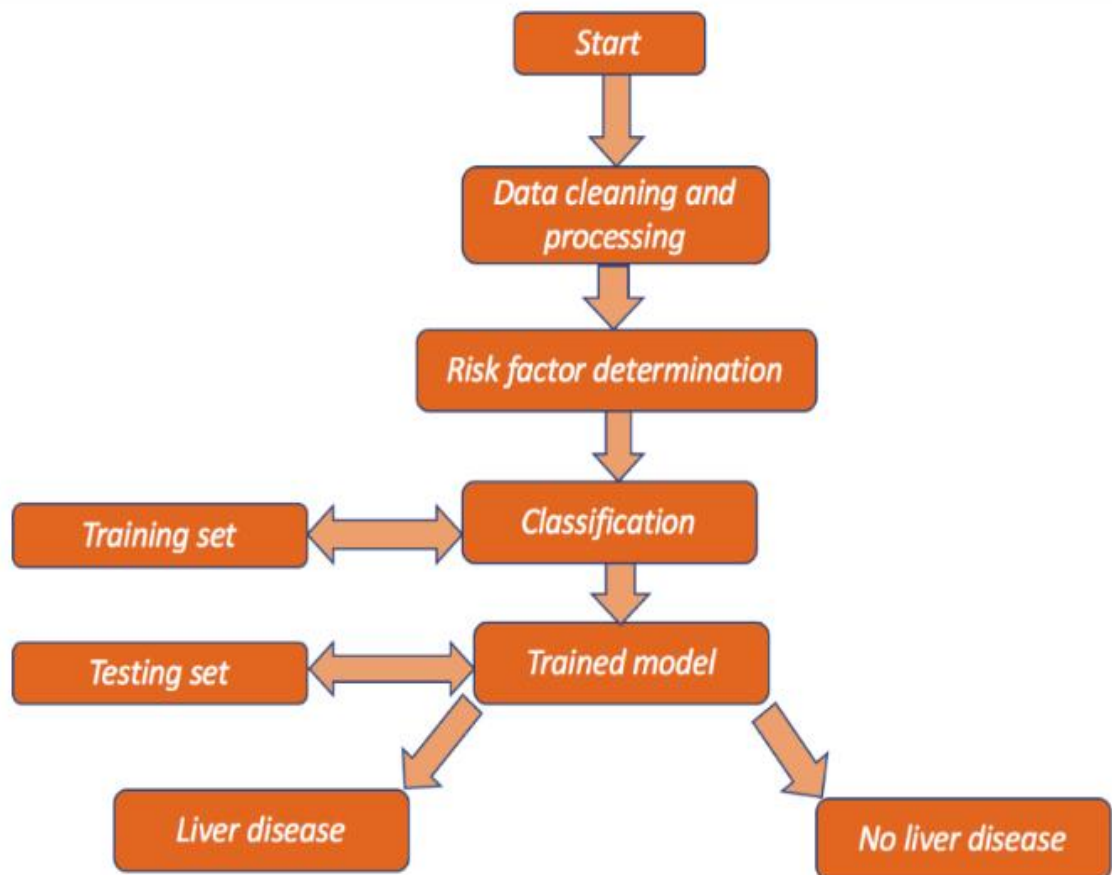 Start
Data cleaning and
processing
Risk factor determination
Classification
Training set
Trained model
Testing set
Liver disease
No liver disease